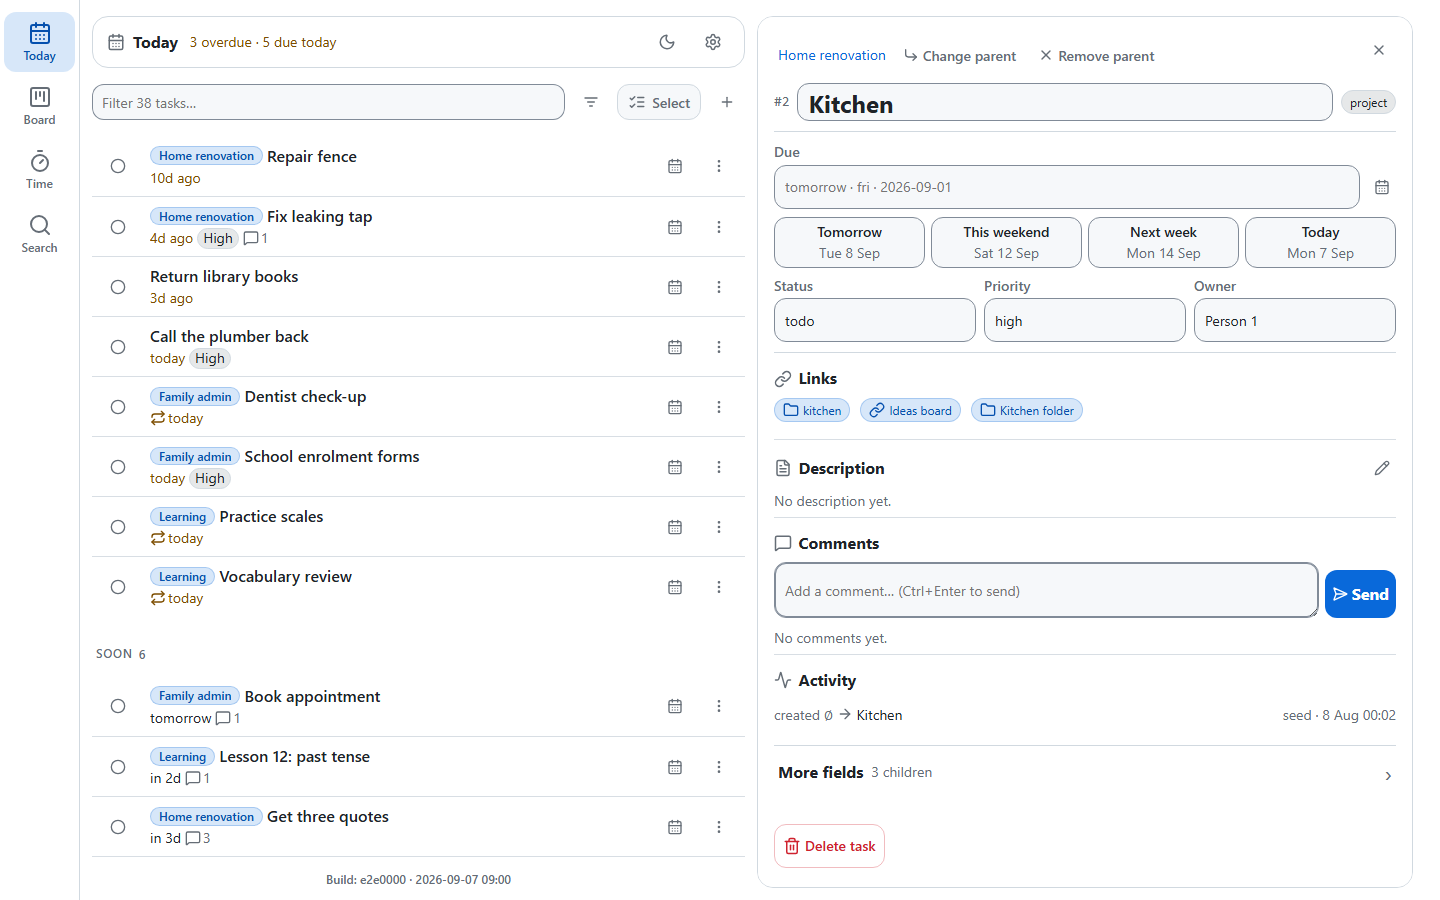 Today
Board
Time
Search
Today 3 overdue · 5 due today
Filter 38 tasks...
Select
Home renovation Repair fence
10d ago
Home renovation Fix leaking tap
4d ago High 1
Return library books
3d ago
Call the plumber back
today High
Family admin Dentist check-up
today
Family admin School enrolment forms
today High
Learning Practice scales
today
Learning Vocabulary review
today
SOON 6
Family admin Book appointment
tomorrow 1
Learning Lesson 12: past tense
in 2d 1
Home renovation Get three quotes
in 3d 3
Build: e2e0000 · 2026-09-07 09:00
Home renovation Change parent Remove parent
#2 Kitchen project
Due
tomorrow · fri · 2026-09-01
Tomorrow This weekend Next week Today
Tue 8 Sep Sat 12 Sep Mon 14 Sep Mon 7 Sep
Status Priority Owner
todo high Person 1
Links
kitchen Ideas board Kitchen folder
Description
No description yet.
Comments
Add a comment... (Ctrl+Enter to send)
Send
No comments yet.
Activity
created ∅ → Kitchen seed · 8 Aug 00:02
More fields 3 children
Delete task